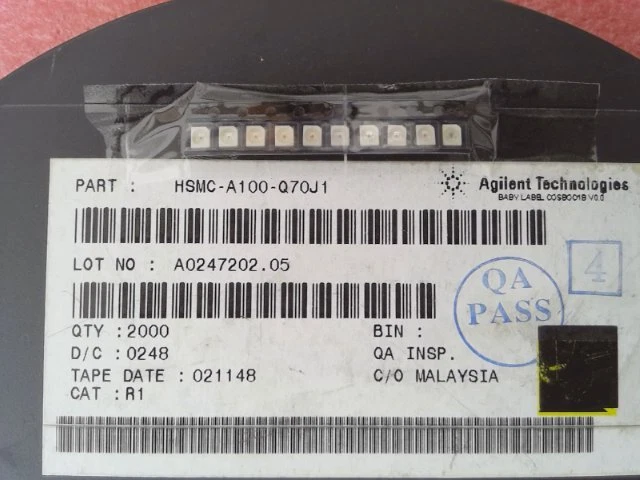 PART : HSMC-A100-Q70J1
Agilent Technologies
BABY LABEL COSB001B V0.0
LOT NO : A0247202.05
4
QA
PASS
QTY :2000
BIN :
D/C :0248
QA INSP.
TAPE DATE : 021148
C/O MALAYSIA
CAT :R1